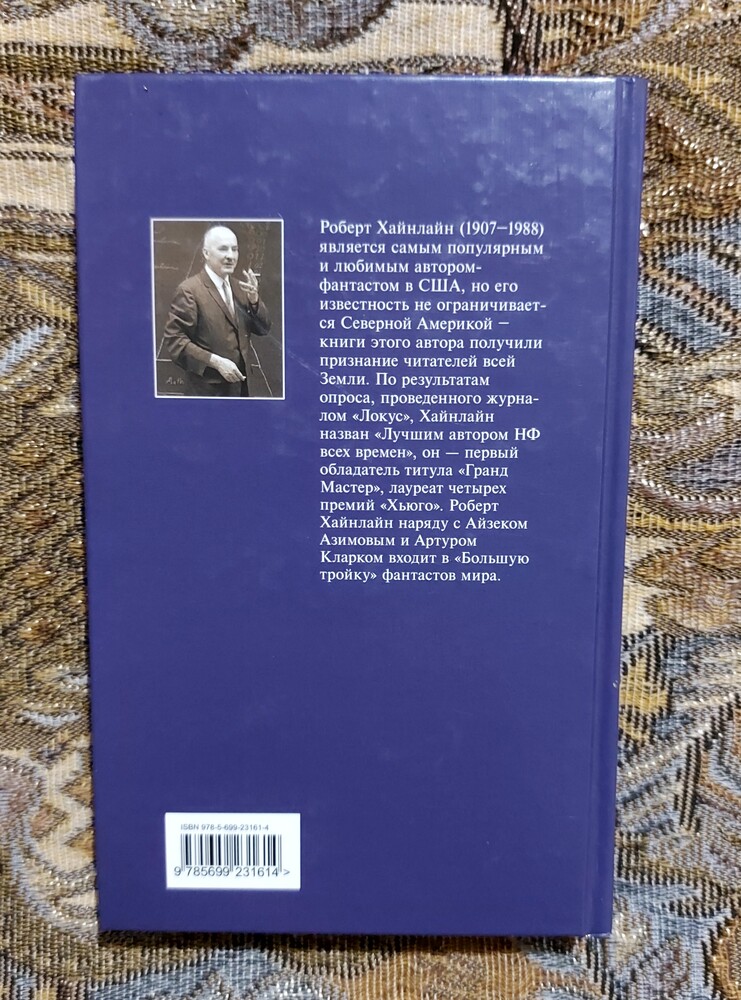 Роберт Хайнлайн (1907—1988)
является самым популярным
и любимым автором-
фантастом в США, но его
известность не ограничивает-
ся Северной Америкой —
книги этого автора получили
признание читателей всей
Земли. По результатам
опроса, проведенного журна-
лом «Локус», Хайнлайн
назван «Лучшим автором НФ
всех времен», он — первый
обладатель титула «Гранд
Мастер», лауреат четырех
премий «Хьюго». Роберт
Хайнлайн наряду с Айзеком
Азимовым и Артуром
Кларком входит в «Большую
тройку» фантастов мира.
ISBN 978-5-699-23161-4
9 785699 231614 >